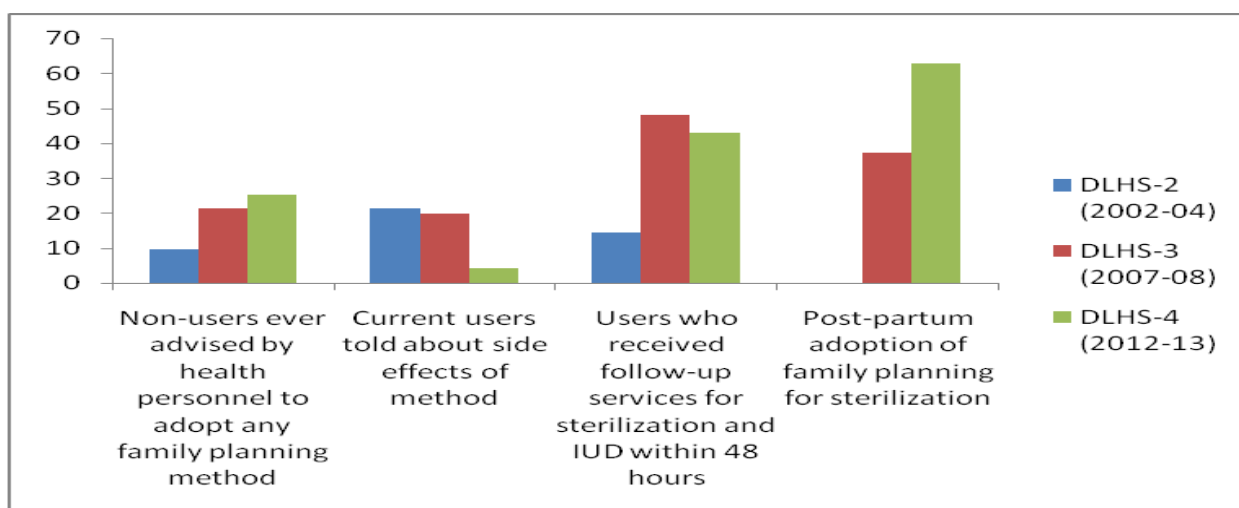 70
60
50
40
30
20
10
0
Non-users ever
advised by
health
personnel to
adopt any
family planning
method
Current users
told about side
effects of
method
Users who
received
follow-up
services for
sterilization and
IUD within 48
hours
Post-partum
adoption of
family planning
for sterilization
DLHS-2
(2002-04)
DLHS-3
(2007-08)
DLHS-4
(2012-13)